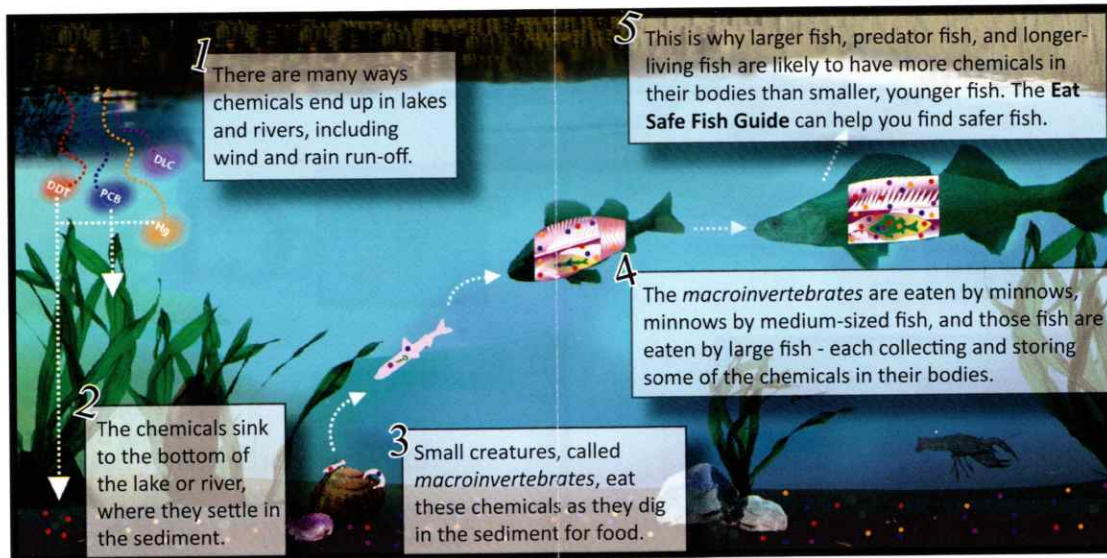 1
There are many ways
chemicals end up in lakes
and rivers, including
wind and rain run-off.
DDT
PCB
DLC
Hg
2
The chemicals sink
to the bottom of
the lake or river,
where they settle in
the sediment.
3
Small creatures, called
macroinvertebrates, eat
these chemicals as they dig
in the sediment for food.
4
The macroinvertebrates are eaten by minnows,
minnows by medium-sized fish, and those fish are
eaten by large fish - each collecting and storing
some of the chemicals in their bodies.
5
This is why larger fish, predator fish, and longer-
living fish are likely to have more chemicals in
their bodies than smaller, younger fish. The Eat
Safe Fish Guide can help you find safer fish.